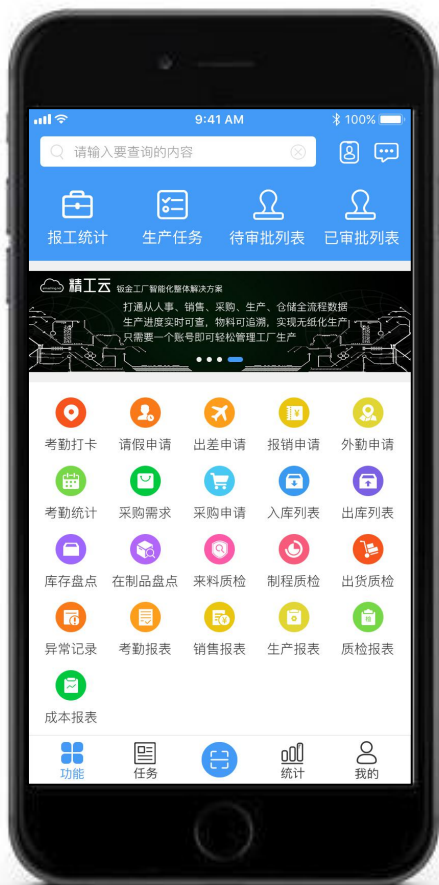 9:41 AM 100%
请输入要查询的内容
报工统计 生产任务 待审批列表 已审批列表
精工云 钣金工厂智能化整体解决方案
打通从人事、销售、采购、生产、仓储全流程数据
生产进度实时可查，物料可追溯，实现无纸化生产
只需要一个账号即可轻松管理工厂生产
考勤打卡 请假申请 出差申请 报销申请 外勤申请
考勤统计 采购需求 采购申请 入库列表 出库列表
库存盘点 在制品盘点 来料质检 制程质检 出货质检
异常记录 考勤报表 销售报表 生产报表 质检报表
成本报表
功能 任务 统计 我的